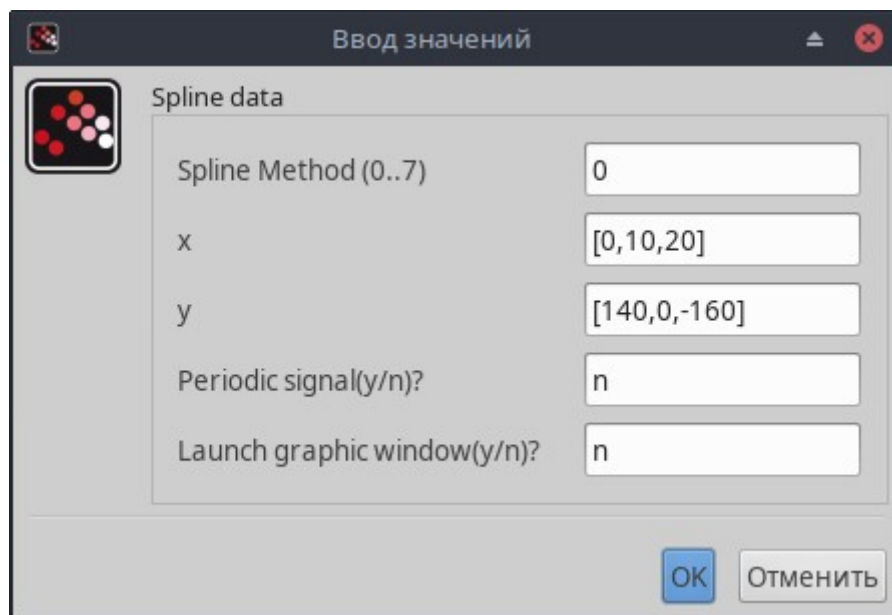 Ввод значений
Spline data
Spline Method (0..7)
0
x
[0,10,20]
y
[140,0,-160]
Periodic signal(y/n)?
n
Launch graphic window(y/n)?
n
OK
Отменить